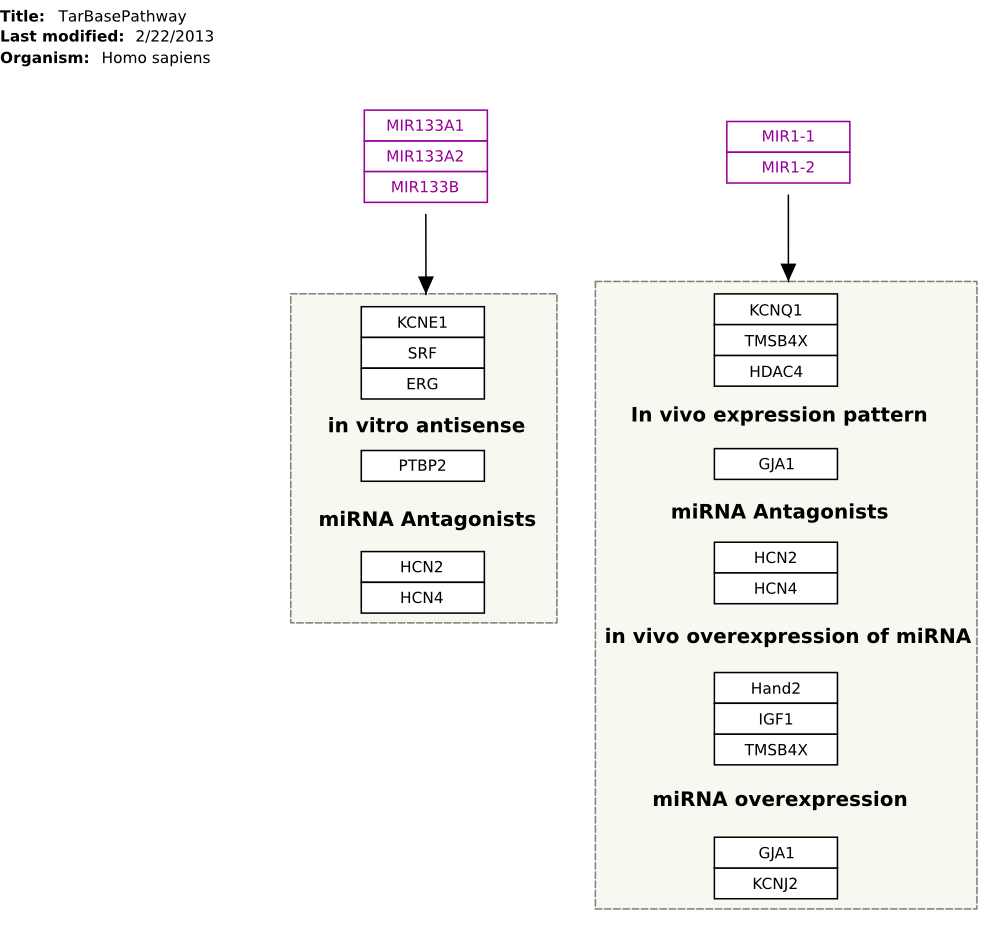 Title: TarBasePathway
Last modified: 2/22/2013
Organism: Homo sapiens
MIR133A1
MIR133A2
MIR133B
KCNE1
SRF
ERG
in vitro antisense
PTBP2
miRNA Antagonists
HCN2
HCN4
MIR1-1
MIR1-2
KCNQ1
TMSB4X
HDAC4
In vivo expression pattern
GJA1
miRNA Antagonists
HCN2
HCN4
in vivo overexpression of miRNA
Hand2
IGF1
TMSB4X
miRNA overexpression
GJA1
KCNJ2